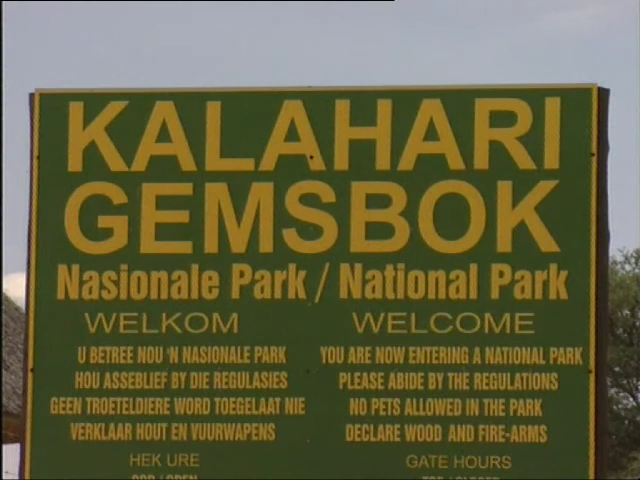 KALAHARI
GEMSBOK
Nasionale Park / National Park
WELKOM
U BETREE NOU 'N NASIONALE PARK
HOU ASSEBLIEF BY DIE REGULASIES
GEEN TROETELDIERE WORD TOEGELAAT NIE
VERKLAAR HOUT EN VUURWAPENS
HEK URE
WELCOME
YOU ARE NOW ENTERING A NATIONAL PARK
PLEASE ABIDE BY THE REGULATIONS
NO PETS ALLOWED IN THE PARK
DECLARE WOOD AND FIRE-ARMS
GATE HOURS